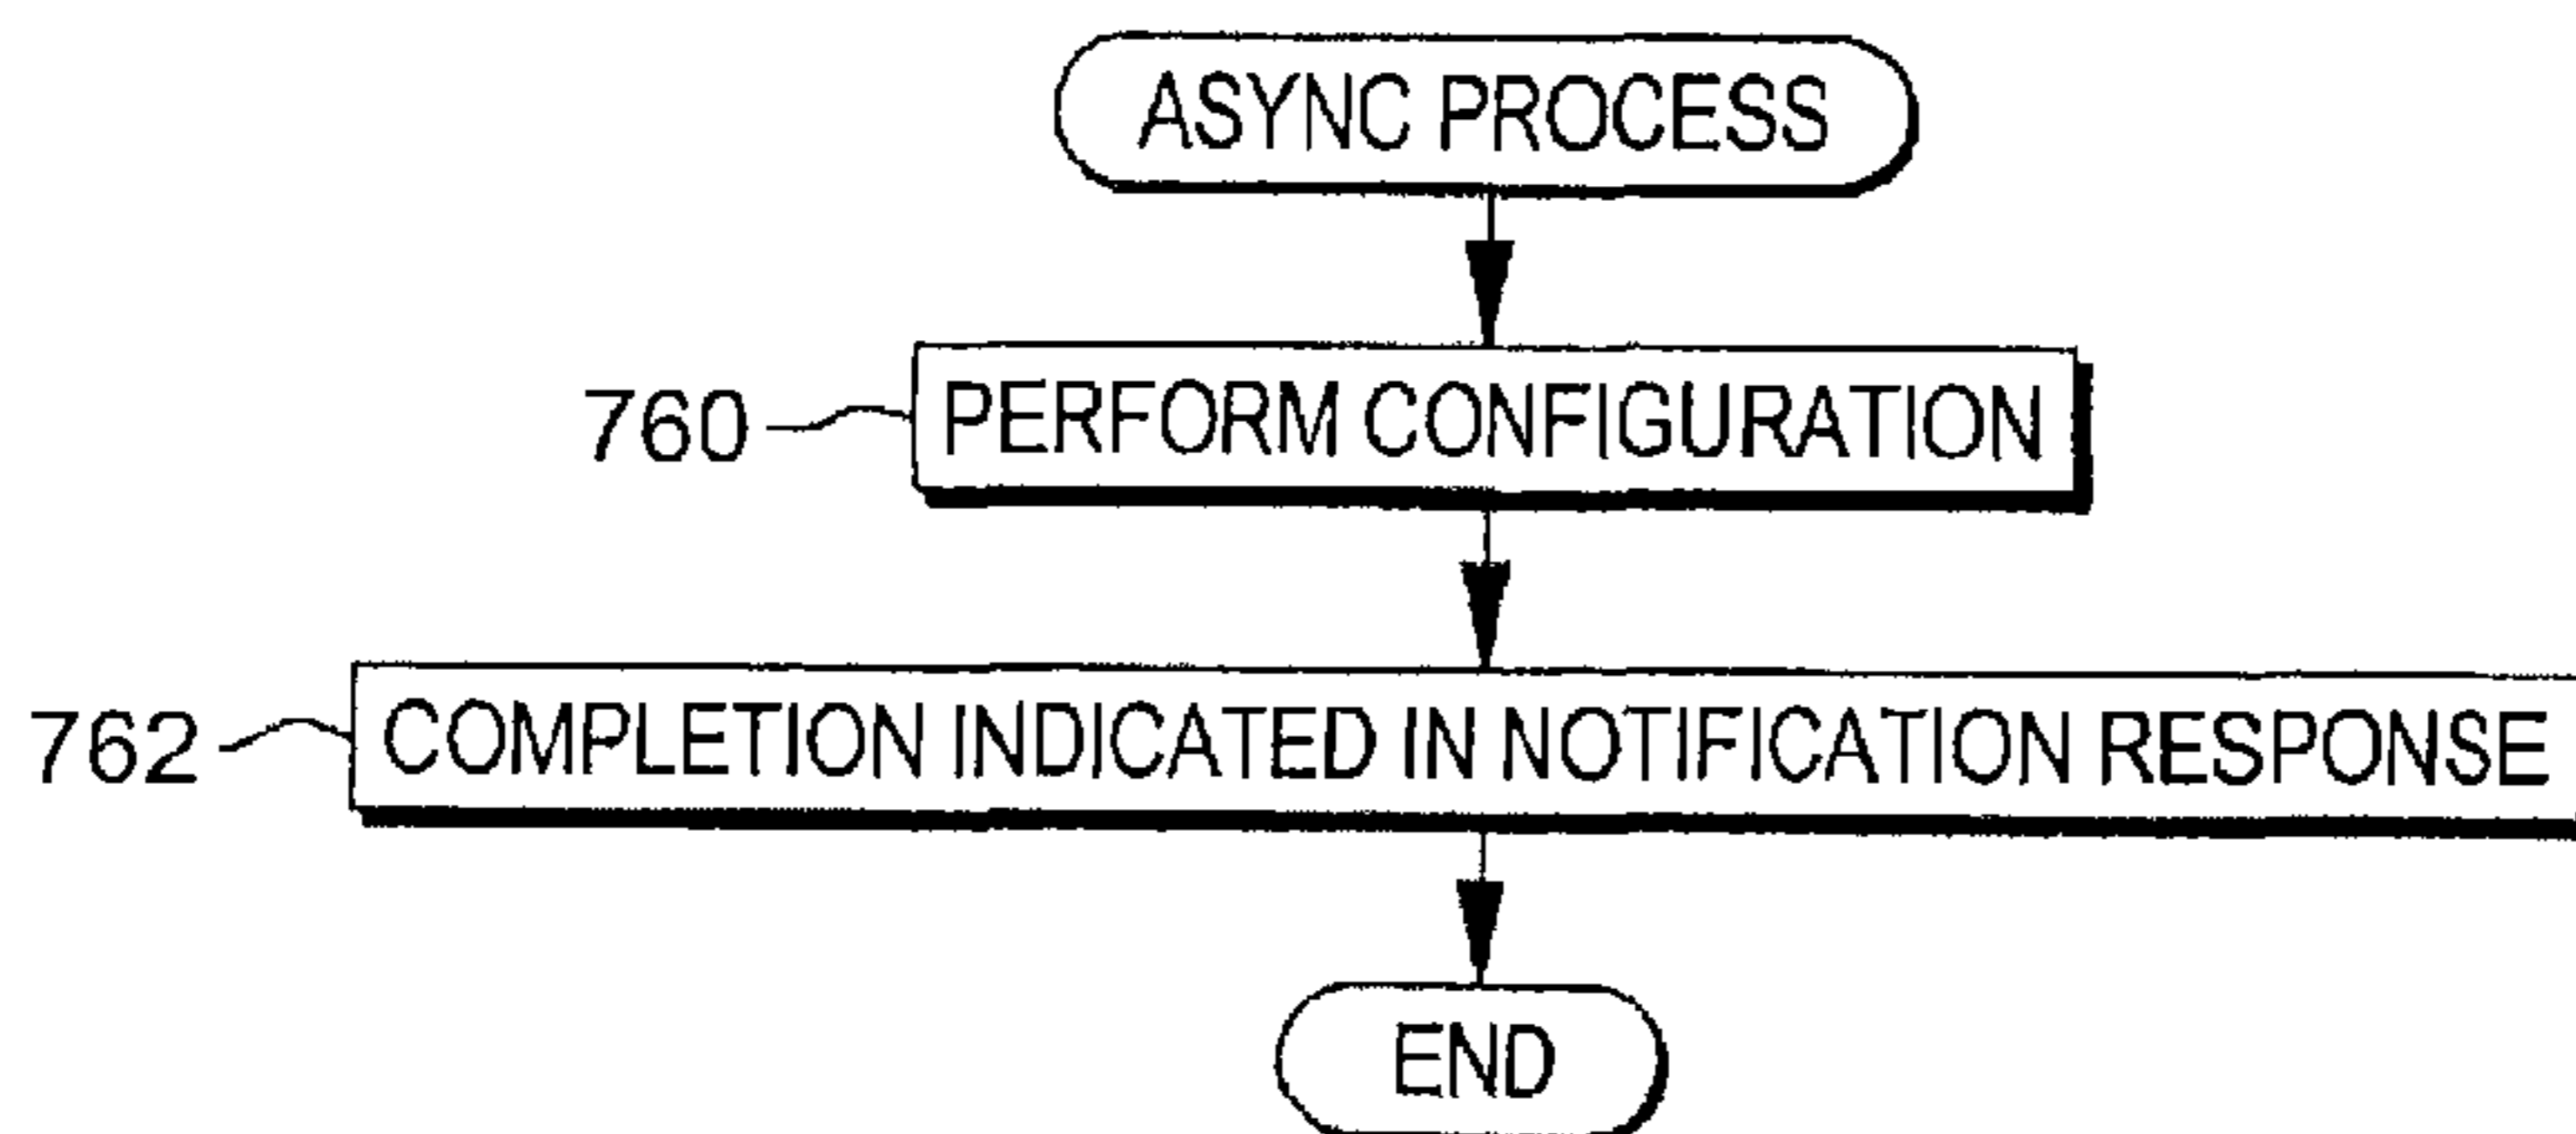 ASYNC PROCESS
760 PERFORM CONFIGURATION
762 COMPLETION INDICATED IN NOTIFICATION RESPONSE
END